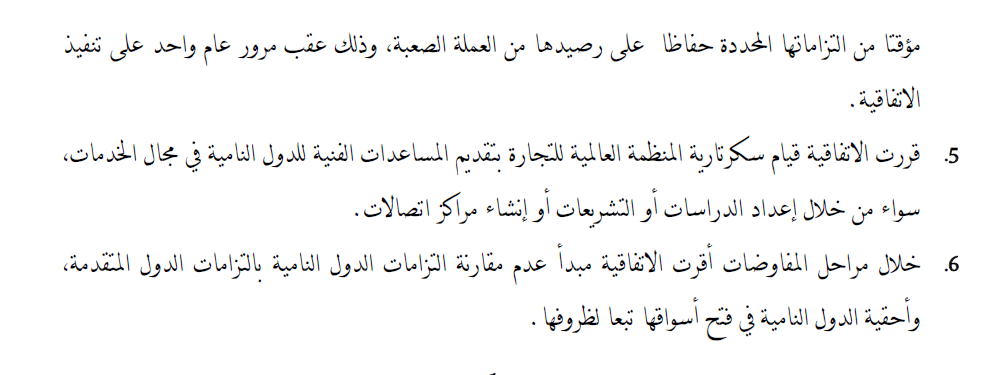 مؤقتا من التزاماتها المحددة حفاظا على رصيدها من العملة الصعبة، وذلك عقب مرور عام واحد على تنفيذ
الاتفاقية.
5. قررت الاتفاقية قيام سكرتارية المنظمة العالمية للتجارة بتقديم المساعدات الفنية للدول النامية في مجال الخدمات،
سواء من خلال إعداد الدراسات أو التشريعات أو إنشاء مراكز اتصالات.
6. خلال مراحل المفاوضات أقرت الاتفاقية مبدأ عدم مقارنة التزامات الدول النامية بالتزامات الدول المتقدمة،
وأحقية الدول النامية في فتح أسواقها تبعا لظروفها .